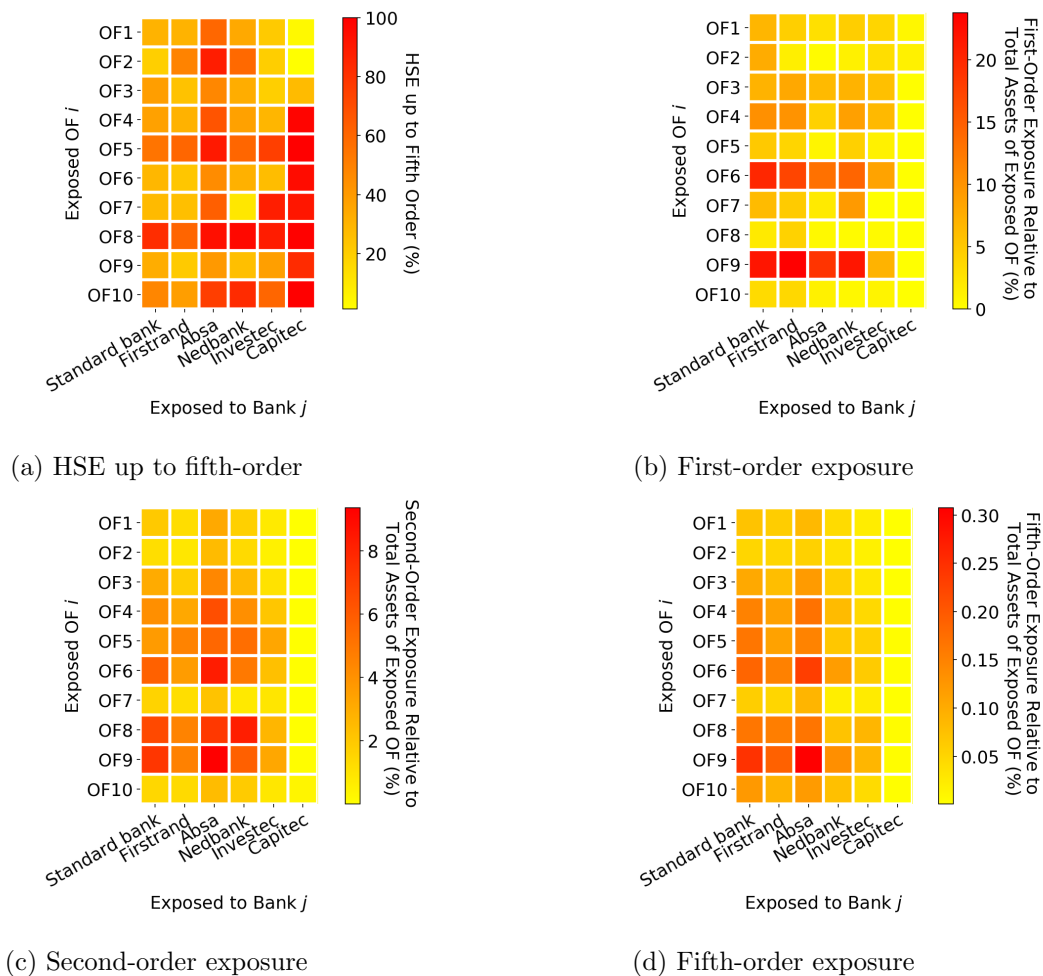 OF1
OF2
OF3
OF4
OF5
OF6
OF7
OF8
OF9
OF10
Exposed OF i
Standard bank
Firstrand
Absa
Nedbank
Investec
Capitec
Exposed to Bank j
100
80
60
40
20
HSE up to Fifth Order (%)
(a) HSE up to fifth-order
OF1
OF2
OF3
OF4
OF5
OF6
OF7
OF8
OF9
OF10
Exposed OF i
Standard bank
Firstrand
Absa
Nedbank
Investec
Capitec
Exposed to Bank j
20
15
10
5
0
First-Order Exposure Relative to
Total Assets of Exposed OF (%)
(b) First-order exposure
OF1
OF2
OF3
OF4
OF5
OF6
OF7
OF8
OF9
OF10
Exposed OF i
Standard bank
Firstrand
Absa
Nedbank
Investec
Capitec
Exposed to Bank j
8
6
4
2
Second-Order Exposure Relative to
Total Assets of Exposed OF (%)
(c) Second-order exposure
OF1
OF2
OF3
OF4
OF5
OF6
OF7
OF8
OF9
OF10
Exposed OF i
Standard bank
Firstrand
Absa
Nedbank
Investec
Capitec
Exposed to Bank j
0.30
0.25
0.20
0.15
0.10
0.05
Fifth-Order Exposure Relative to
Total Assets of Exposed OF (%)
(d) Fifth-order exposure